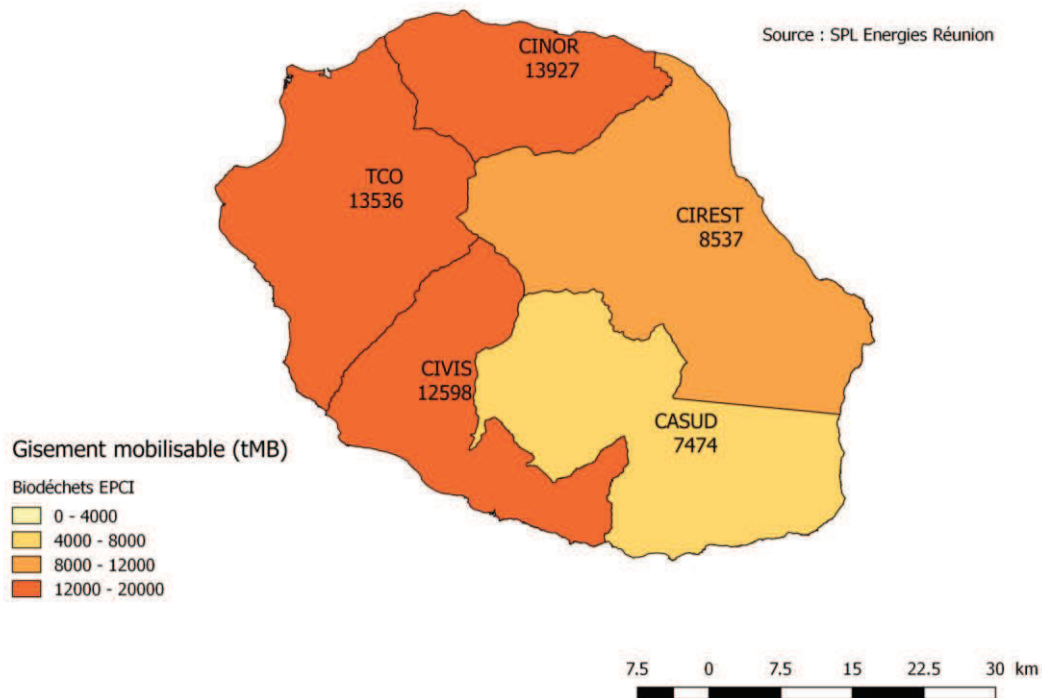 Source : SPL Energies Réunion
CINOR
13927
TCO
13536
CIREST
8537
CIVIS
12598
CASUD
7474
Gisement mobilisable (tMB)
Biodéchets EPCI
0 - 4000
4000 - 8000
8000 - 12000
12000 - 20000
7.5 0 7.5 15 22.5 30 km